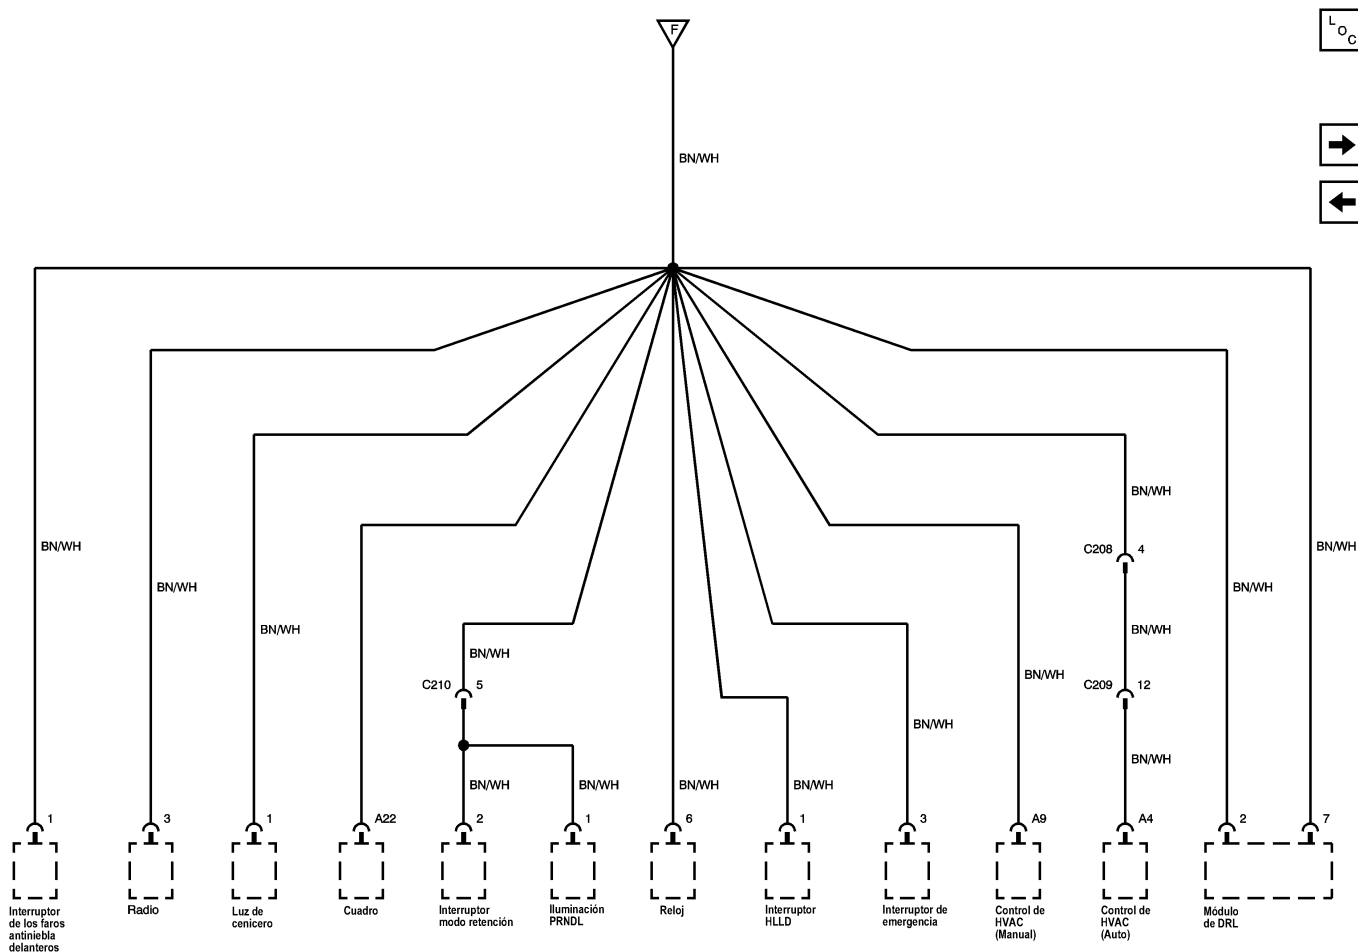 F
LOC
BN/WH
BN/WH
C208 4
BN/WH
BN/WH
BN/WH
BN/WH
BN/WH
BN/WH
BN/WH
C210 5
BN/WH
C209 12
BN/WH
BN/WH
BN/WH
BN/WH
BN/WH
BN/WH
1
3
1
A22
2
1
6
1
3
A9
A4
2
7
Interruptor
de los faros
antiniebla
delanteros
Radio
Luz de
cenicero
Cuadro
Interruptor
modo retención
Iluminación
PRNDL
Reloj
Interruptor
HLLD
Interruptor de
emergencia
Control de
HVAC
(Manual)
Control de
HVAC
(Auto)
Módulo
de DRL